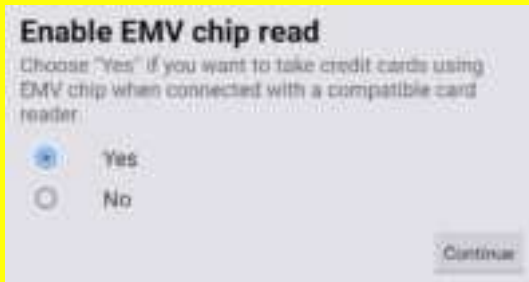 Enable EMV chip read
Choose "Yes" if you want to take credit cards using
EMV chip when connected with a compatible card
reader
Yes
No
Continue